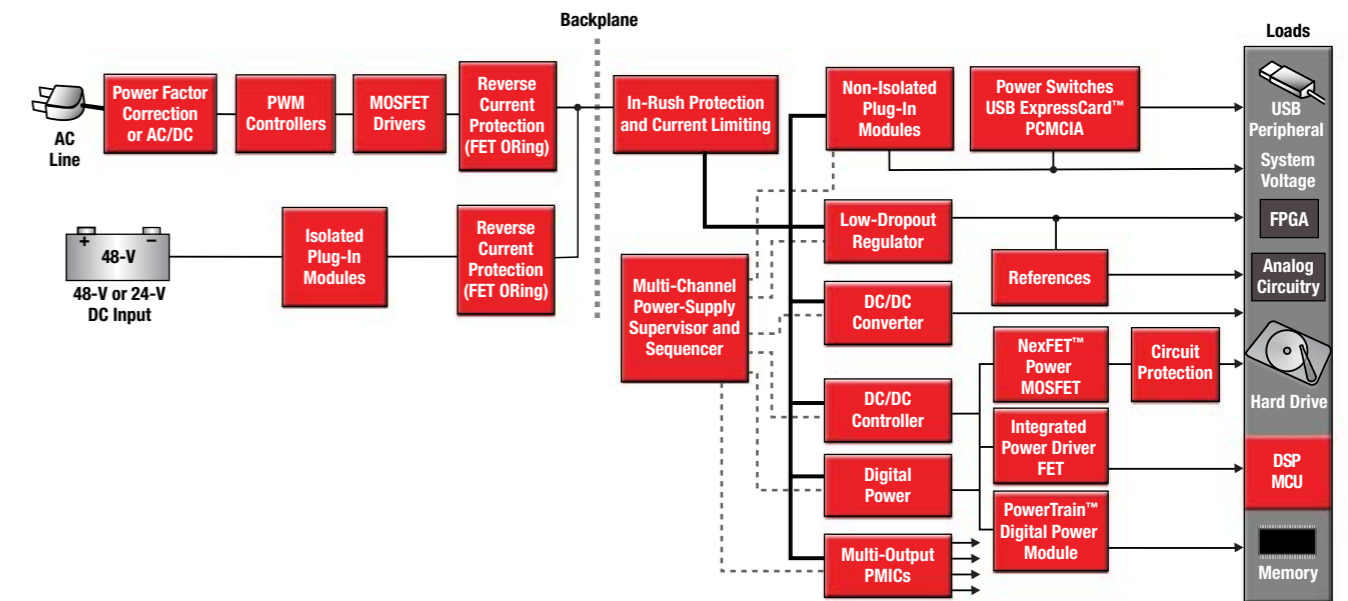 Backplane
Loads
AC
Line
Power Factor
Correction
or AC/DC
PWM
Controllers
MOSFET
Drivers
Reverse
Current
Protection
(FET ORing)
In-Rush Protection
and Current Limiting
Non-Isolated
Plug-In
Modules
Power Switches
USB ExpressCard™
PCMCIA
USB
Peripheral
System
Voltage
+
−
48-V
48-V or 24-V
DC Input
Isolated
Plug-In
Modules
Reverse
Current
Protection
(FET ORing)
Low-Dropout
Regulator
References
FPGA
Analog
Circuitry
Multi-Channel
Power-Supply
Supervisor and
Sequencer
DC/DC
Converter
DC/DC
Controller
NexFET™
Power
MOSFET
Circuit
Protection
Hard Drive
Integrated
Power Driver
FET
DSP
MCU
Digital
Power
PowerTrain™
Digital Power
Module
Multi-Output
PMICs
Memory